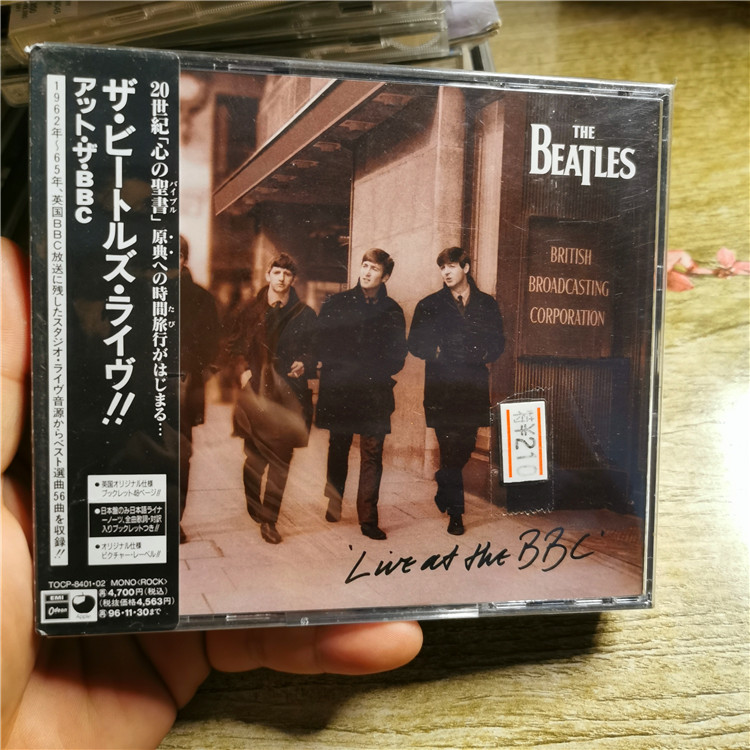 20世紀「心の聖書」原典への時間旅行がはじまる…
バイブル
たび
ザ・ビートルズ・ライヴ!!
アット・ザ・BBC
1962年～65年、英国BBC放送に残したスタジオ・ライヴ音源からベスト選曲56曲を収録!!
●英国オリジナル仕様
ブックレット48ページ!!
●日本盤のみ日本語ライナ
ーノーツ、全曲歌詞・対訳
入りブックレットつき!!
●オリジナル仕様
ピクチャー・レーベル!!
TOCP-8401・02 MONO<ROCK>
4,700円(税込)
(税抜価格4,563円)
96・11・30まで
EMI
Odeon
Apple
THE
BEATLES
BRITISH
BROADCASTING
CORPORATION
特¥210
'Live at the BBC'